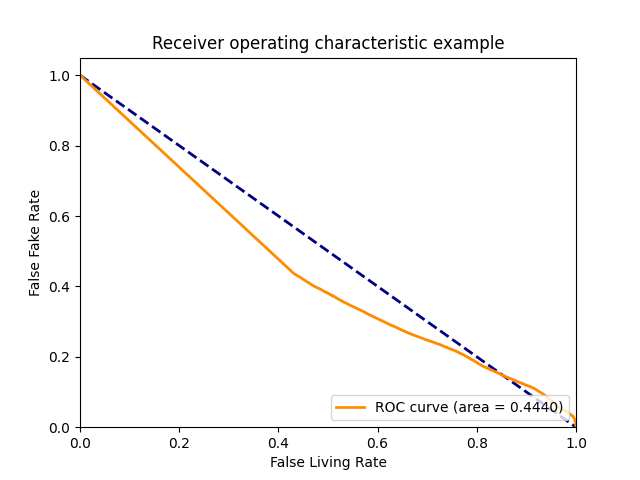 Receiver operating characteristic example
1.0
0.8
0.6
0.4
0.2
0.0
False Fake Rate
ROC curve (area = 0.4440)
0.0 0.2 0.4 0.6 0.8 1.0
False Living Rate